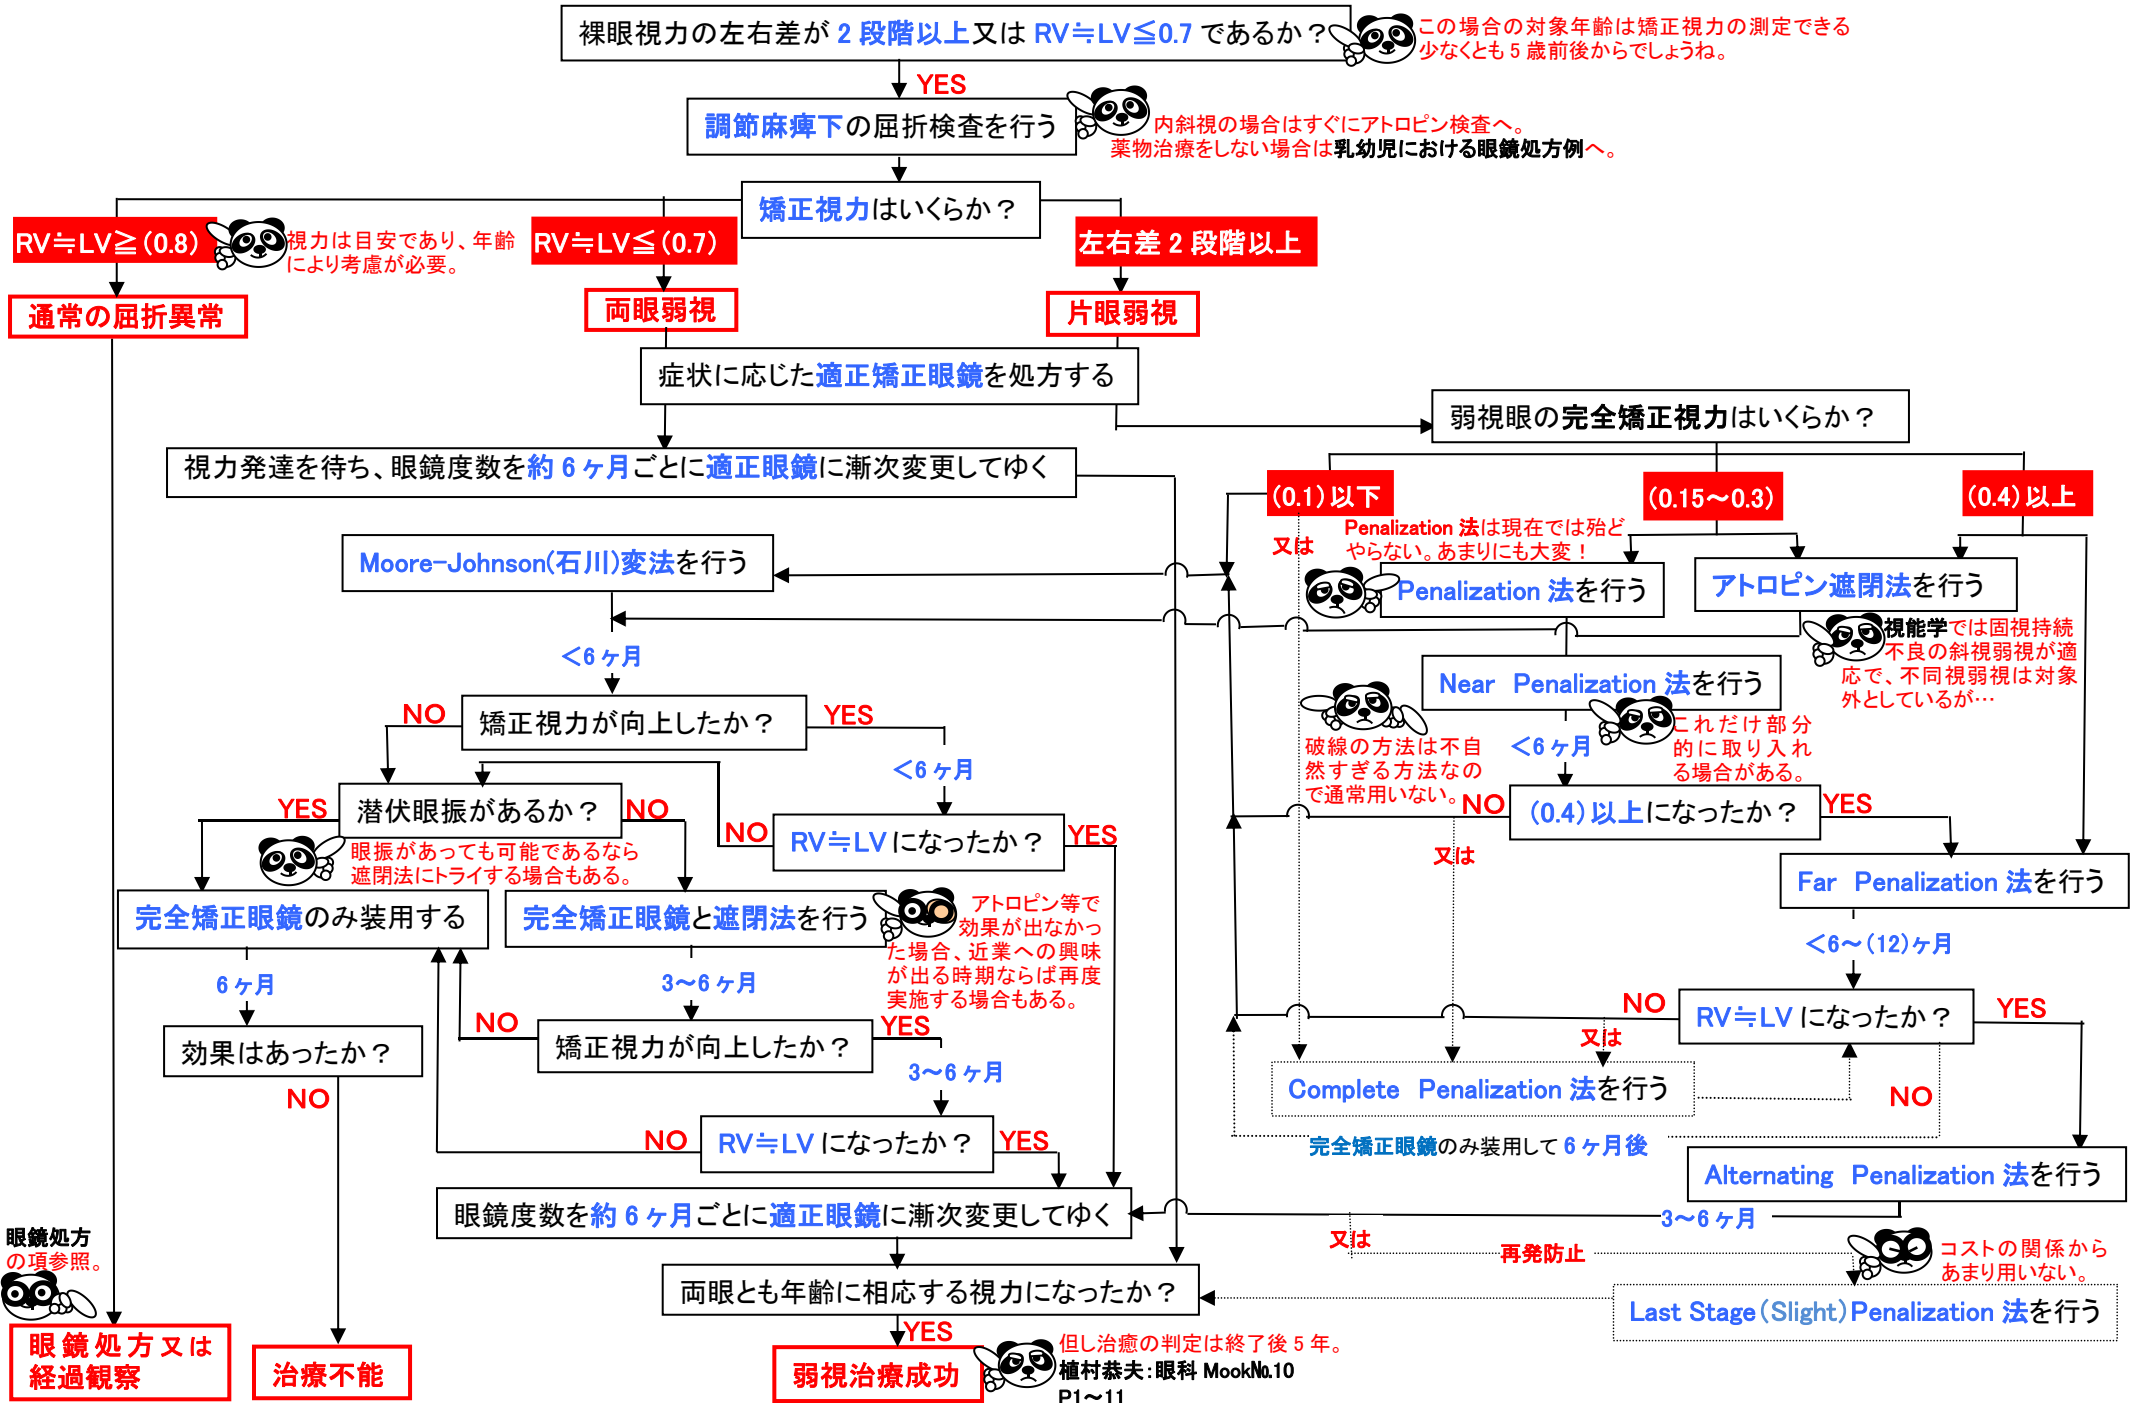 裸眼視力の左右差が 2 段階以上又は RV≒LV≦0.7 であるか？
この場合の対象年齢は矯正視力の測定できる
少なくとも 5 歳前後からでしょうね。
YES
調節麻痺下の屈折検査を行う
内斜視の場合はすぐにアトロピン検査へ。
薬物治療をしない場合は乳幼児における眼鏡処方例へ。
矯正視力はいくらか？
RV≒LV≧(0.8)
視力は目安であり、年齢
により考慮が必要。
RV≒LV≦(0.7)
左右差 2 段階以上
通常の屈折異常
両眼弱視
片眼弱視
症状に応じた適正矯正眼鏡を処方する
弱視眼の完全矯正視力はいくらか？
視力発達を待ち、眼鏡度数を約 6 ヶ月ごとに適正眼鏡に漸次変更してゆく
(0.1)以下
(0.15～0.3)
(0.4)以上
又は
Penalization 法は現在では殆ど
やらない。あまりにも大変！
Moore-Johnson(石川)変法を行う
Penalization 法を行う
アトロピン遮閉法を行う
視能学では固視持続
不良の斜視弱視が適
応で、不同視弱視は対象
外としているが…
＜6 ヶ月
Near Penalization 法を行う
矯正視力が向上したか？
NO
YES
破線の方法は不自
然すぎる方法なの
で通常用いない。
＜6 ヶ月
これだけ部分
的に取り入れ
る場合がある。
＜6 ヶ月
潜伏眼振があるか？
YES
NO
RV≒LV になったか？
NO
YES
(0.4)以上になったか？
NO
YES
又は
眼振があっても可能であるなら
遮閉法にトライする場合もある。
Far Penalization 法を行う
完全矯正眼鏡のみ装用する
完全矯正眼鏡と遮閉法を行う
アトロピン等で
効果が出なかっ
た場合、近業への興味
が出る時期ならば再度
実施する場合もある。
＜6～(12)ヶ月
6 ヶ月
3～6 ヶ月
RV≒LV になったか？
NO
YES
又は
効果はあったか？
矯正視力が向上したか？
NO
YES
3～6 ヶ月
NO
Complete Penalization 法を行う
NO
RV≒LV になったか？
NO
YES
完全矯正眼鏡のみ装用して 6 ヶ月後
Alternating Penalization 法を行う
3～6 ヶ月
眼鏡度数を約 6 ヶ月ごとに適正眼鏡に漸次変更してゆく
又は
再発防止
コストの関係から
あまり用いない。
眼鏡処方
の項参照。
両眼とも年齢に相応する視力になったか？
Last Stage(Slight)Penalization 法を行う
YES
眼鏡処方又は
経過観察
治療不能
弱視治療成功
但し治癒の判定は終了後 5 年。
植村恭夫：眼科 Mook№10
P1～11